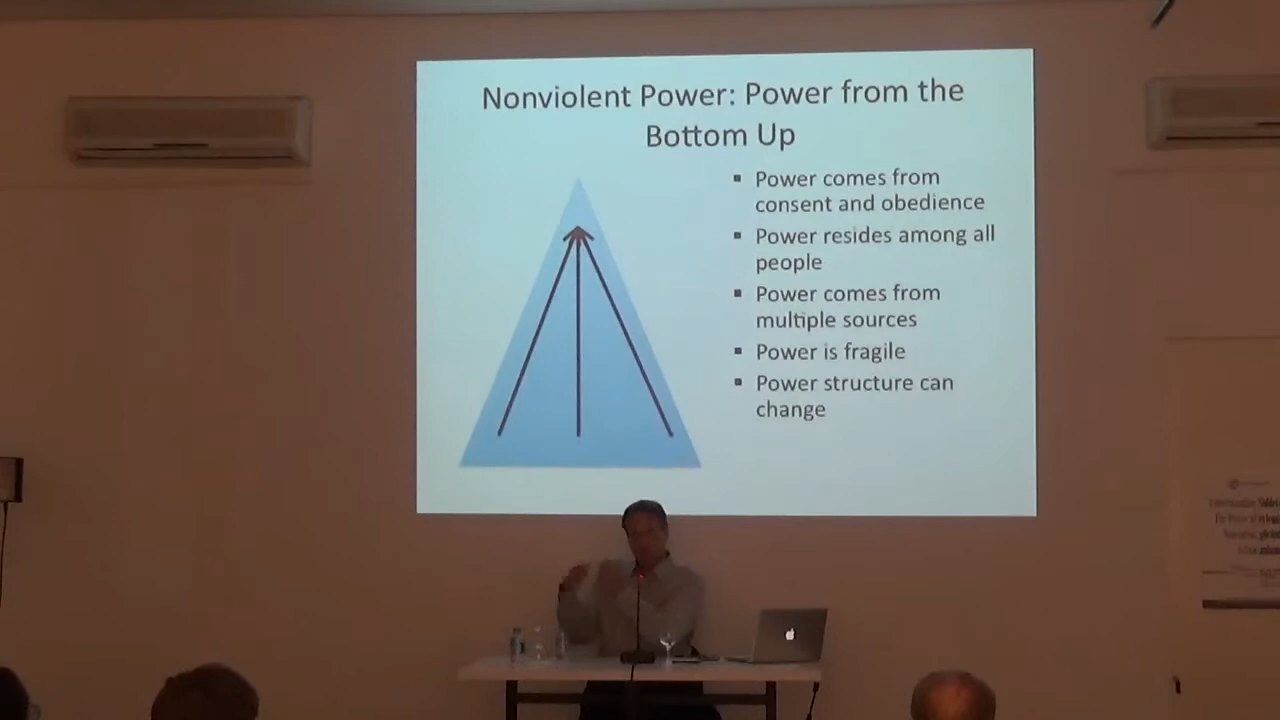 Nonviolent Power: Power from the
Bottom Up
▪ Power comes from
consent and obedience
▪ Power resides among all
people
▪ Power comes from
multiple sources
▪ Power is fragile
▪ Power structure can
change